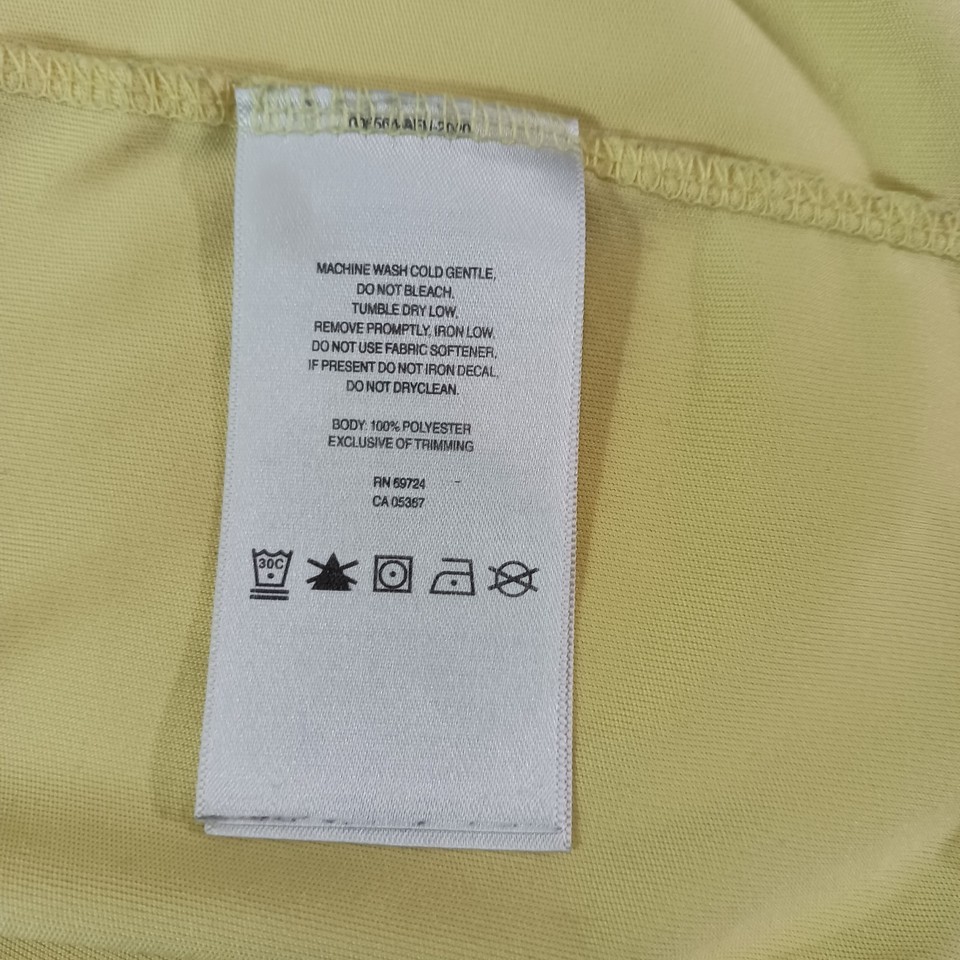 MACHINE WASH COLD GENTLE,
DO NOT BLEACH,
TUMBLE DRY LOW,
REMOVE PROMPTLY, IRON LOW,
DO NOT USE FABRIC SOFTENER,
IF PRESENT DO NOT IRON DECAL,
DO NOT DRYCLEAN.
BODY: 100% POLYESTER
EXCLUSIVE OF TRIMMING
RN 69724
CA 05367
30C